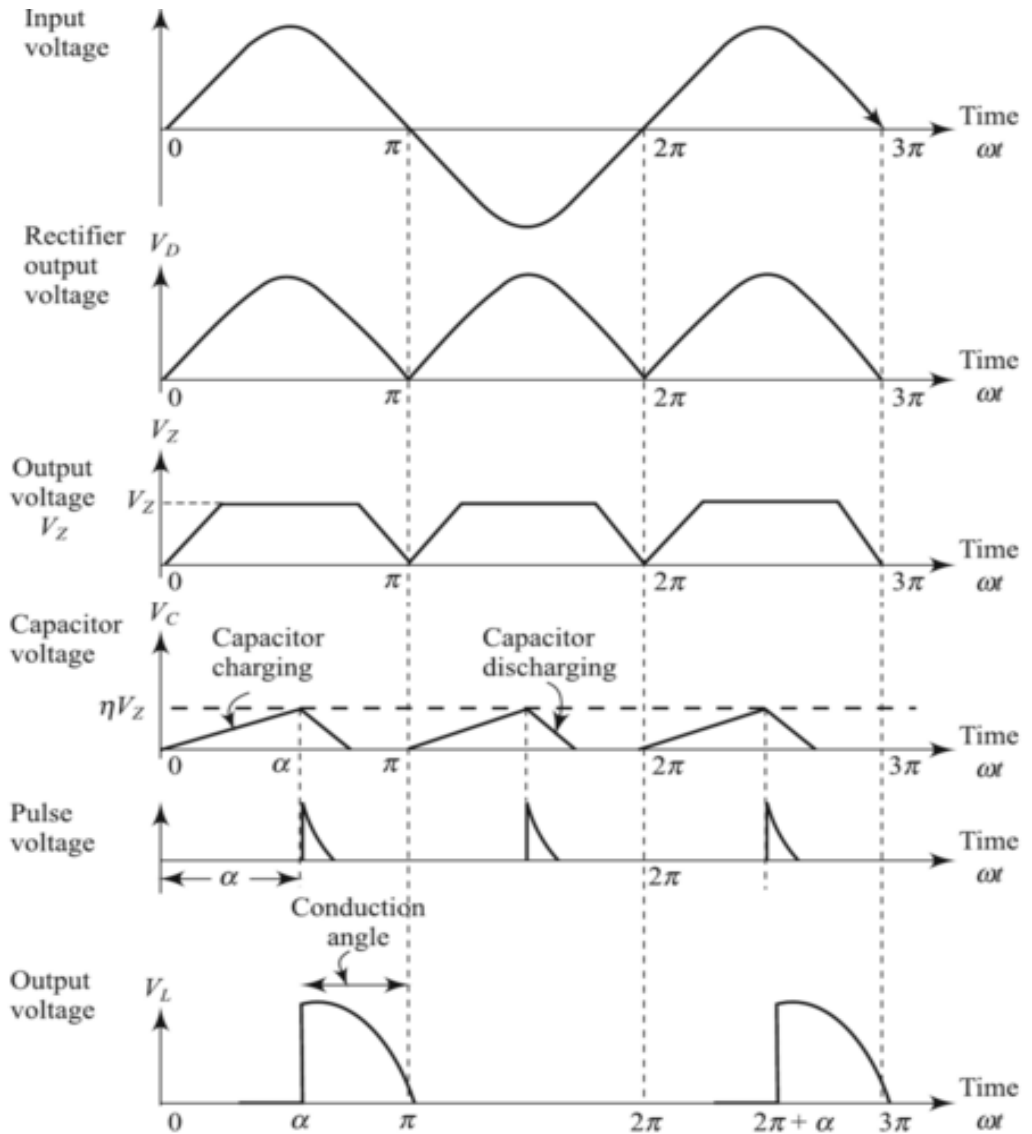 Input
voltage
Time
0
π
2π
3π
ωt
Rectifier
output
voltage
V_D
Time
0
π
2π
3π
ωt
V_Z
Output
voltage
V_Z
V_Z
Time
0
π
2π
3π
ωt
V_C
Capacitor
voltage
Capacitor
charging
Capacitor
discharging
ηV_Z
Time
0
α
π
2π
3π
ωt
Pulse
voltage
Time
α
2π
ωt
Conduction
angle
Output
voltage
V_L
Time
0
α
π
2π
2π + α
3π
ωt